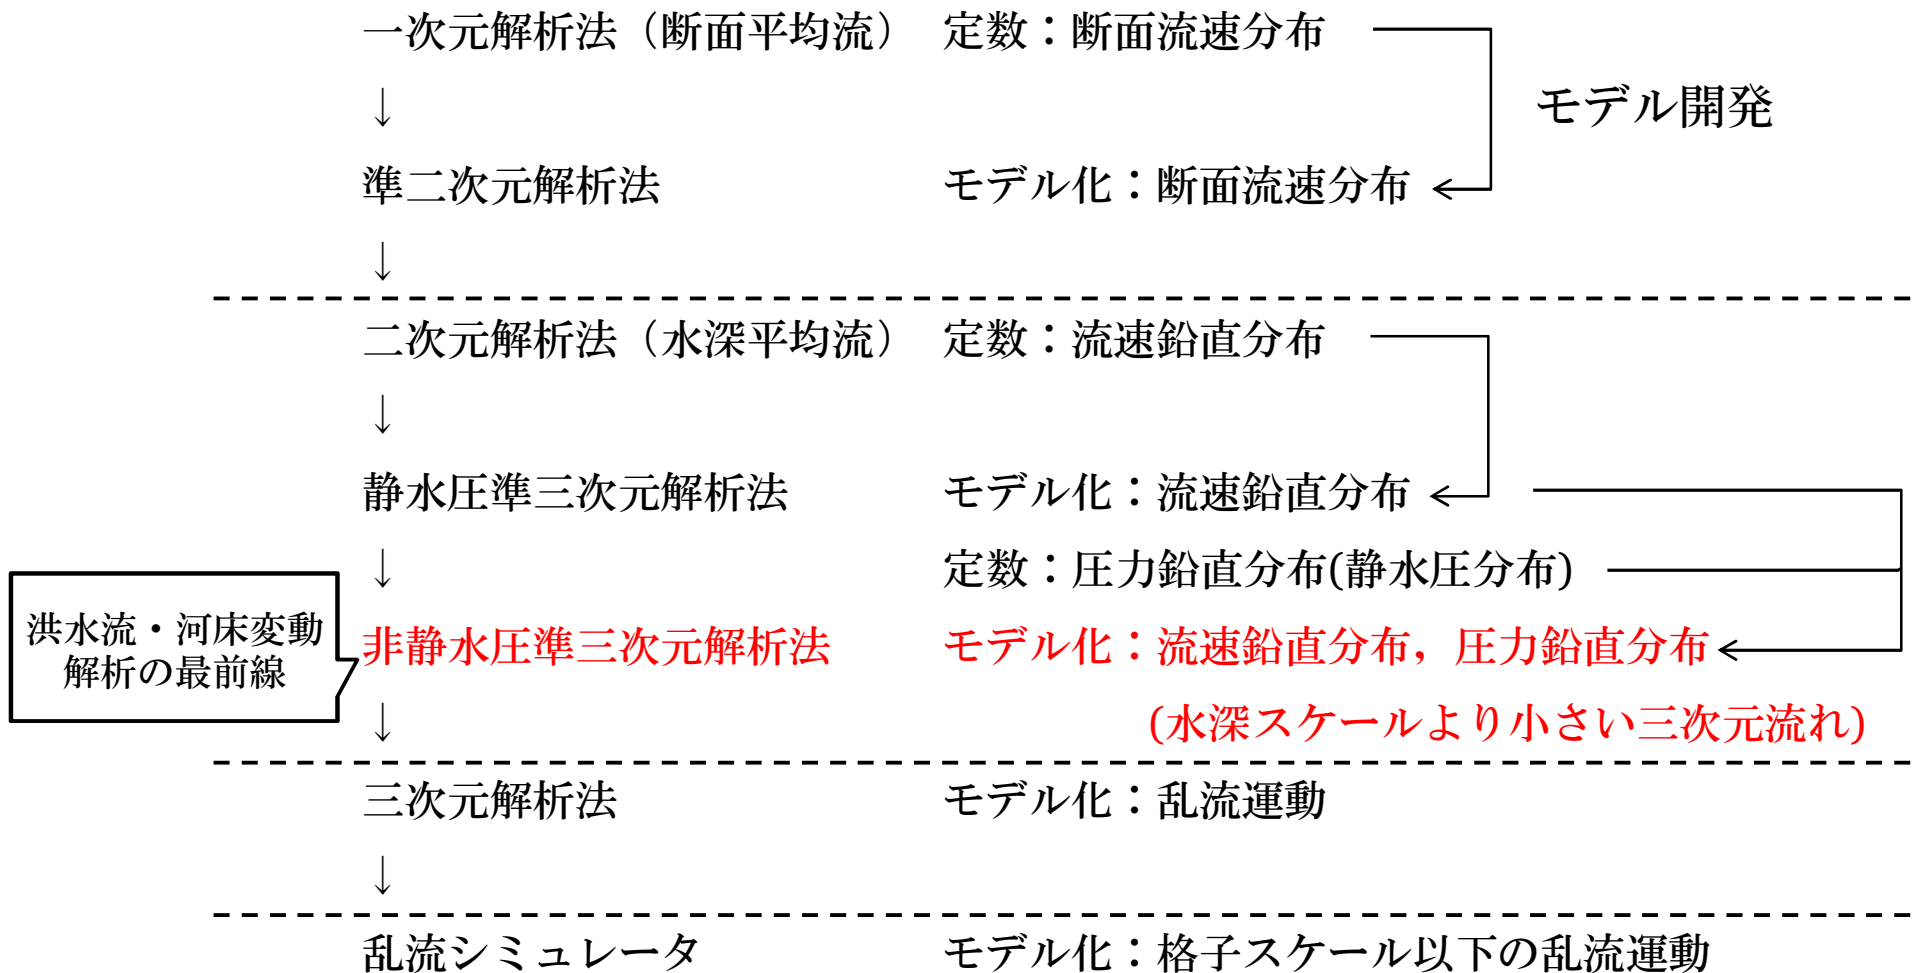 一次元解析法（断面平均流） 定数：断面流速分布
↓
モデル開発
準二次元解析法 モデル化：断面流速分布
↓
二次元解析法（水深平均流） 定数：流速鉛直分布
↓
静水圧準三次元解析法 モデル化：流速鉛直分布
↓ 定数：圧力鉛直分布(静水圧分布)
洪水流・河床変動
解析の最前線
非静水圧準三次元解析法 モデル化：流速鉛直分布，圧力鉛直分布
↓ (水深スケールより小さい三次元流れ)
三次元解析法 モデル化：乱流運動
↓
乱流シミュレータ モデル化：格子スケール以下の乱流運動